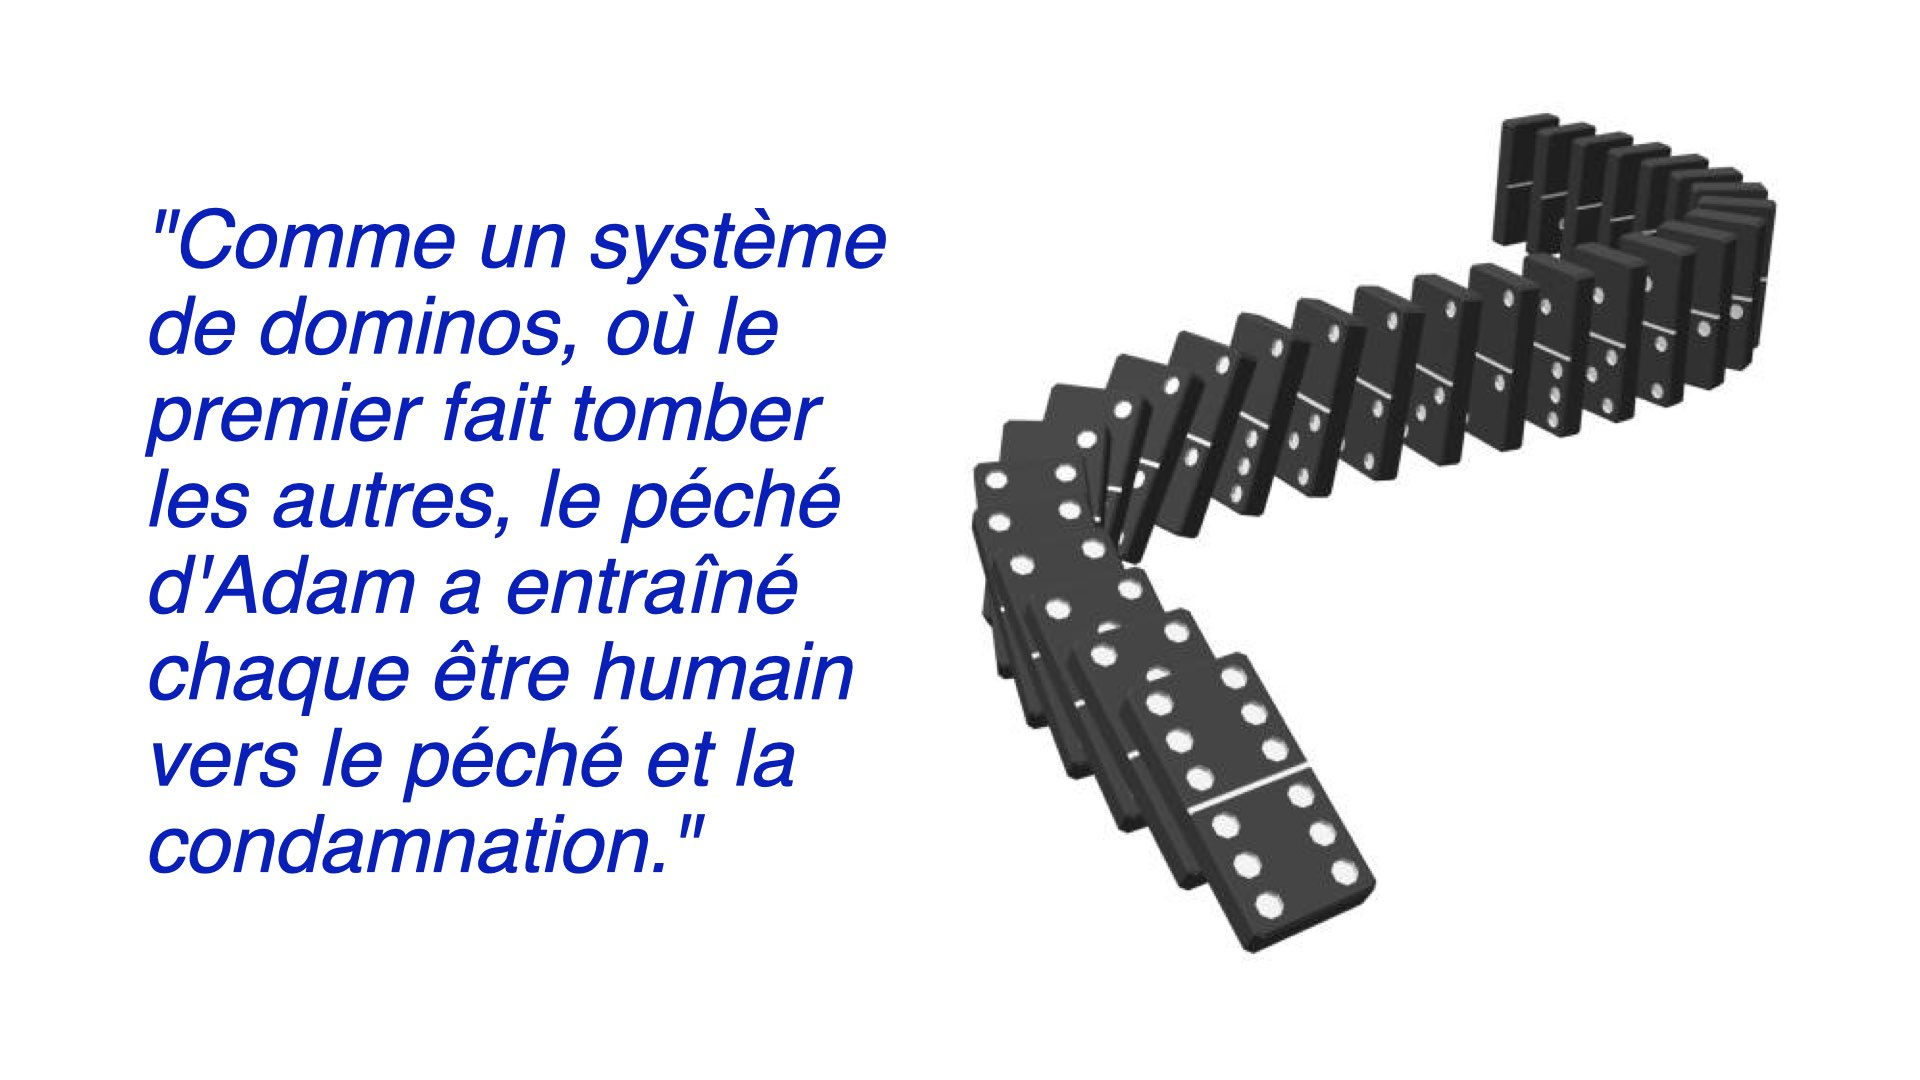 "Comme un système
de dominos, où le
premier fait tomber
les autres, le péché
d'Adam a entraîné
chaque être humain
vers le péché et la
condamnation."